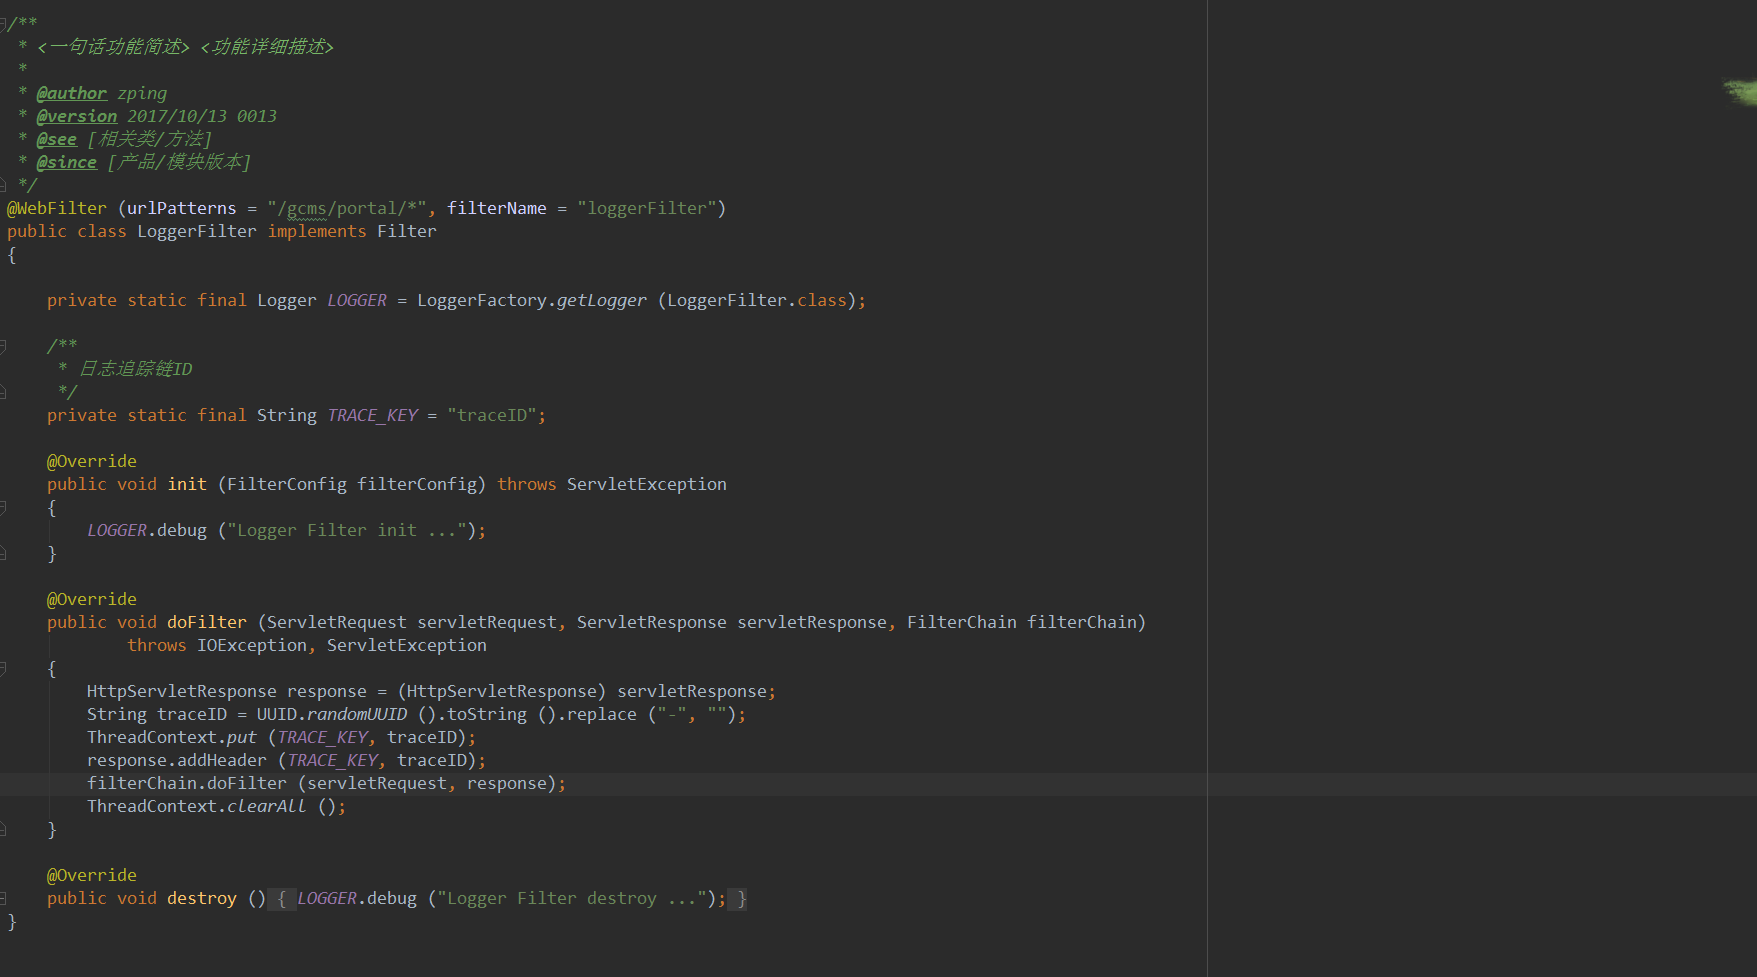 /**
 * <一句话功能简述> <功能详细描述>
 *
 * @author zping
 * @version 2017/10/13 0013
 * @see [相关类/方法]
 * @since [产品/模块版本]
 */
@WebFilter (urlPatterns = "/gcms/portal/*", filterName = "loggerFilter")
public class LoggerFilter implements Filter
{
    private static final Logger LOGGER = LoggerFactory.getLogger (LoggerFilter.class);
    /**
     * 日志追踪链ID
     */
    private static final String TRACE_KEY = "traceID";
    @Override
    public void init (FilterConfig filterConfig) throws ServletException
    {
        LOGGER.debug ("Logger Filter init ...");
    }
    @Override
    public void doFilter (ServletRequest servletRequest, ServletResponse servletResponse, FilterChain filterChain)
            throws IOException, ServletException
    {
        HttpServletResponse response = (HttpServletResponse) servletResponse;
        String traceID = UUID.randomUUID ().toString ().replace ("-", "");
        ThreadContext.put (TRACE_KEY, traceID);
        response.addHeader (TRACE_KEY, traceID);
        filterChain.doFilter (servletRequest, response);
        ThreadContext.clearAll ();
    }
    @Override
    public void destroy () { LOGGER.debug ("Logger Filter destroy ..."); }
}